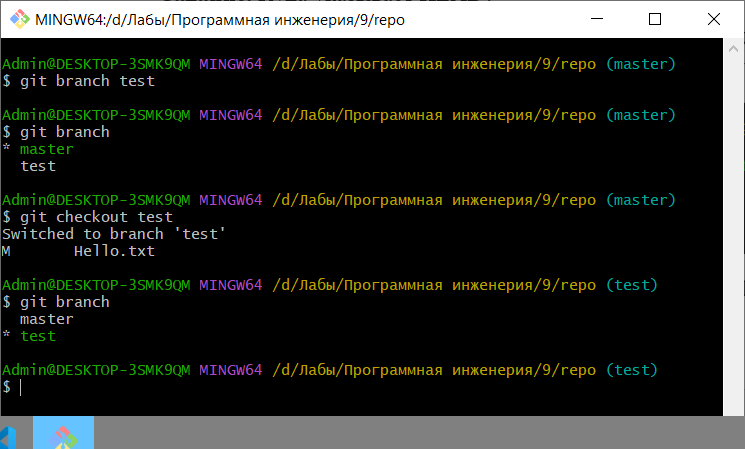 MINGW64:/d/Лабы/Программная инженерия/9/repo
Admin@DESKTOP-3SMK9QM MINGW64 /d/Лабы/Программная инженерия/9/repo (master)
$ git branch test
Admin@DESKTOP-3SMK9QM MINGW64 /d/Лабы/Программная инженерия/9/repo (master)
$ git branch
* master
  test
Admin@DESKTOP-3SMK9QM MINGW64 /d/Лабы/Программная инженерия/9/repo (master)
$ git checkout test
Switched to branch 'test'
M       Hello.txt
Admin@DESKTOP-3SMK9QM MINGW64 /d/Лабы/Программная инженерия/9/repo (test)
$ git branch
  master
* test
Admin@DESKTOP-3SMK9QM MINGW64 /d/Лабы/Программная инженерия/9/repo (test)
$